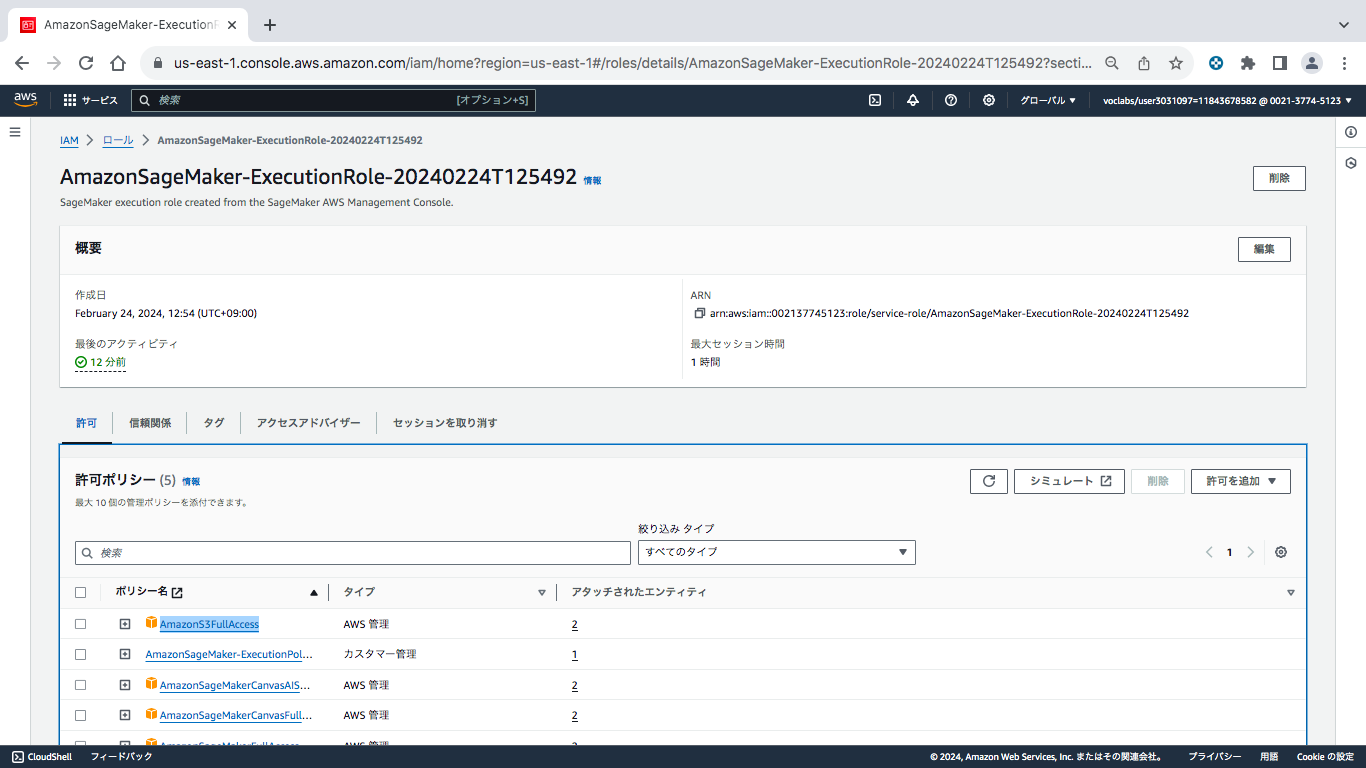 AmazonSageMaker-ExecutionR
us-east-1.console.aws.amazon.com/iam/home?region=us-east-1#/roles/details/AmazonSageMaker-ExecutionRole-20240224T125492?secti...
aws サービス 検索 [オプション+S] グローバル ▼ voclabs/user3031097=11843678582 @ 0021-3774-5123 ▼
IAM > ロール > AmazonSageMaker-ExecutionRole-20240224T125492
AmazonSageMaker-ExecutionRole-20240224T125492 情報 削除
SageMaker execution role created from the SageMaker AWS Management Console.
概要 編集
作成日 ARN
February 24, 2024, 12:54 (UTC+09:00) arn:aws:iam::002137745123:role/service-role/AmazonSageMaker-ExecutionRole-20240224T125492
最後のアクティビティ 最大セッション時間
12 分前 1 時間
許可 信頼関係 タグ アクセスアドバイザー セッションを取り消す
許可ポリシー (5) 情報 シミュレート 削除 許可を追加 ▼
最大 10 個の管理ポリシーを添付できます。
絞り込み タイプ
検索 すべてのタイプ 1
ポリシー名 タイプ アタッチされたエンティティ
AmazonS3FullAccess AWS 管理 2
AmazonSageMaker-ExecutionPol... カスタマー管理 1
AmazonSageMakerCanvasAIS... AWS 管理 2
AmazonSageMakerCanvasFull... AWS 管理 2
AmazonSageMakerFullAccess AWS 管理 2
CloudShell フィードバック © 2024, Amazon Web Services, Inc. またはその関連会社。 プライバシー 用語 Cookie の設定